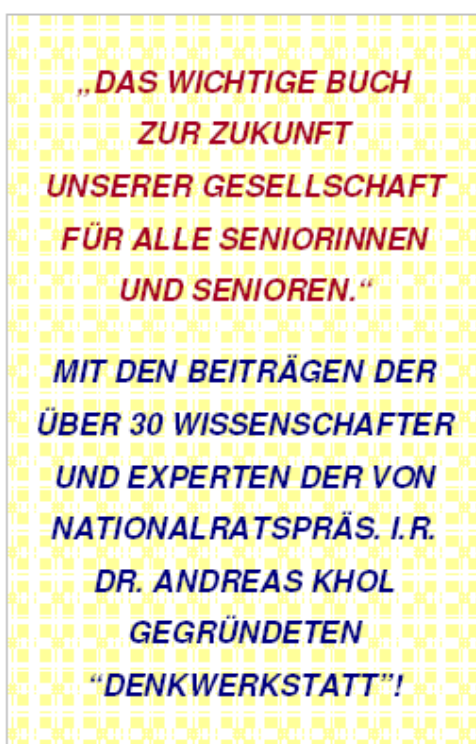 „DAS WICHTIGE BUCH
ZUR ZUKUNFT
UNSERER GESELLSCHAFT
FÜR ALLE SENIORINNEN
UND SENIOREN.“
MIT DEN BEITRÄGEN DER
ÜBER 30 WISSENSCHAFTER
UND EXPERTEN DER VON
NATIONALRATSPRÄS. I.R.
DR. ANDREAS KHOL
GEGRÜNDETEN
“DENKWERKSTATT”!